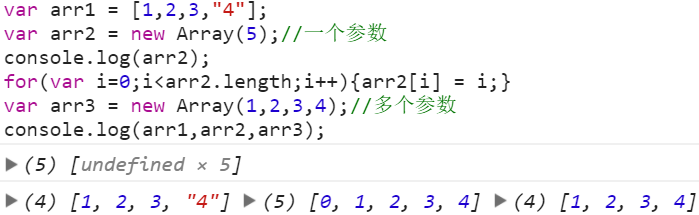 var arr1 = [1,2,3,"4"];
var arr2 = new Array(5);//一个参数
console.log(arr2);
for(var i=0;i<arr2.length;i++){arr2[i] = i;}
var arr3 = new Array(1,2,3,4);//多个参数
console.log(arr1,arr2,arr3);
▶(5) [undefined × 5]
▶(4) [1, 2, 3, "4"] ▶(5) [0, 1, 2, 3, 4] ▶(4) [1, 2, 3, 4]